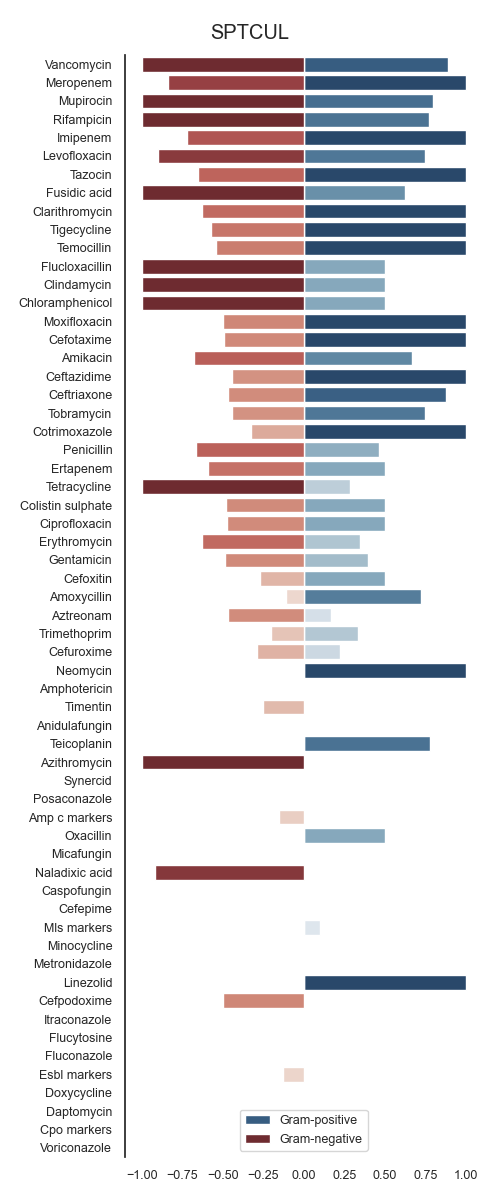 SPTCUL
Vancomycin
Meropenem
Mupirocin
Rifampicin
Imipenem
Levofloxacin
Tazocin
Fusidic acid
Clarithromycin
Tigecycline
Temocillin
Flucloxacillin
Clindamycin
Chloramphenicol
Moxifloxacin
Cefotaxime
Amikacin
Ceftazidime
Ceftriaxone
Tobramycin
Cotrimoxazole
Penicillin
Ertapenem
Tetracycline
Colistin sulphate
Ciprofloxacin
Erythromycin
Gentamicin
Cefoxitin
Amoxycillin
Aztreonam
Trimethoprim
Cefuroxime
Neomycin
Amphotericin
Timentin
Anidulafungin
Teicoplanin
Azithromycin
Synercid
Posaconazole
Amp c markers
Oxacillin
Micafungin
Naladixic acid
Caspofungin
Cefepime
Mls markers
Minocycline
Metronidazole
Linezolid
Cefpodoxime
Itraconazole
Flucytosine
Fluconazole
Esbl markers
Doxycycline
Daptomycin
Cpo markers
Voriconazole
Gram-positive
Gram-negative
−1.00 −0.75 −0.50 −0.25 0.00 0.25 0.50 0.75 1.00